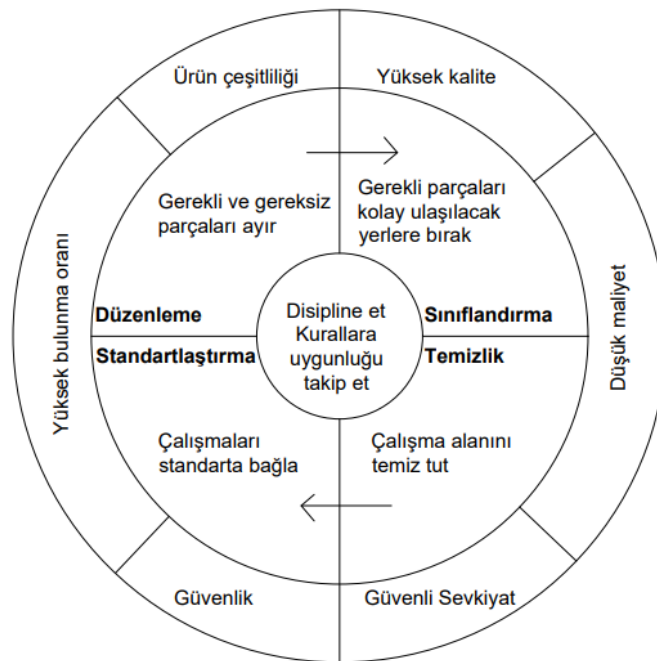 Ürün çeşitliliği
Yüksek kalite
Gerekli ve gereksiz
parçaları ayır
Gerekli parçaları
kolay ulaşılacak
yerlere bırak
Yüksek bulunma oranı
Düzenleme
Disipline et
Kurallara
uygunluğu
takip et
Sınıflandırma
Düşük maliyet
Standartlaştırma
Temizlik
Çalışmaları
standarta bağla
Çalışma alanını
temiz tut
Güvenlik
Güvenli Sevkiyat